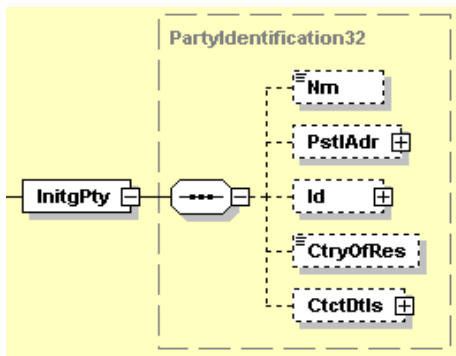 PartyIdentification32
Nm
PstlAdr
InitgPty
Id
CtryOfRes
CtctDtls